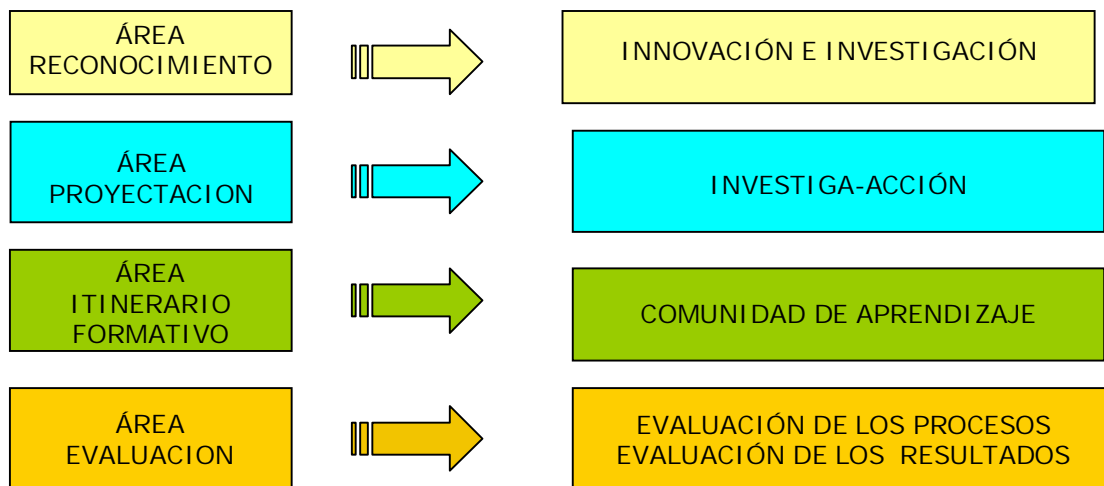 ÁREA
RECONOCIMIENTO
INNOVACIÓN E INVESTIGACIÓN
ÁREA
PROYECTACION
INVESTIGA-ACCIÓN
ÁREA
ITINERARIO
FORMATIVO
COMUNIDAD DE APRENDIZAJE
ÁREA
EVALUACION
EVALUACIÓN DE LOS PROCESOS
EVALUACIÓN DE LOS RESULTADOS